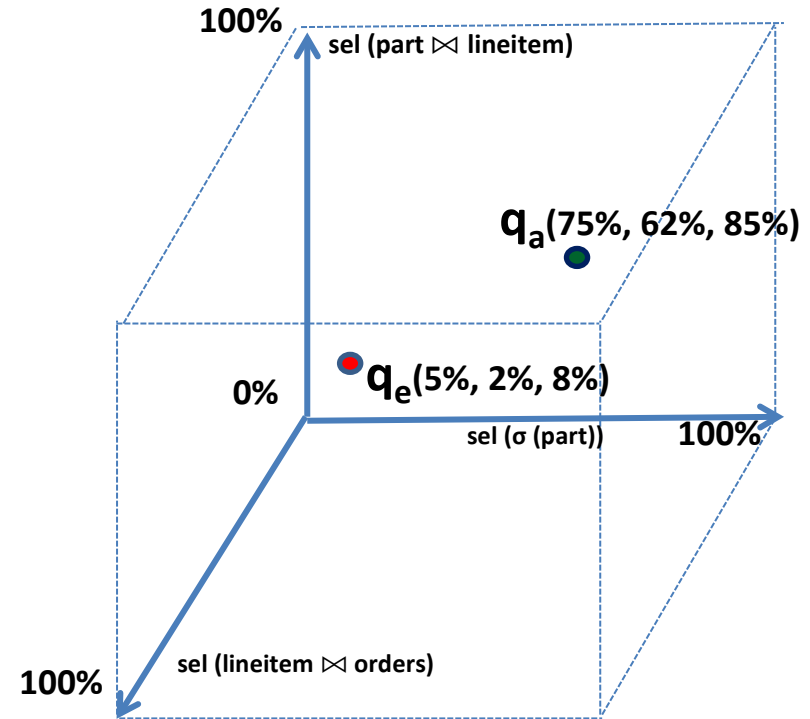 100%
sel (part ⋈ lineitem)
qa(75%, 62%, 85%)
qe(5%, 2%, 8%)
0%
sel (σ (part))
100%
sel (lineitem ⋈ orders)
100%